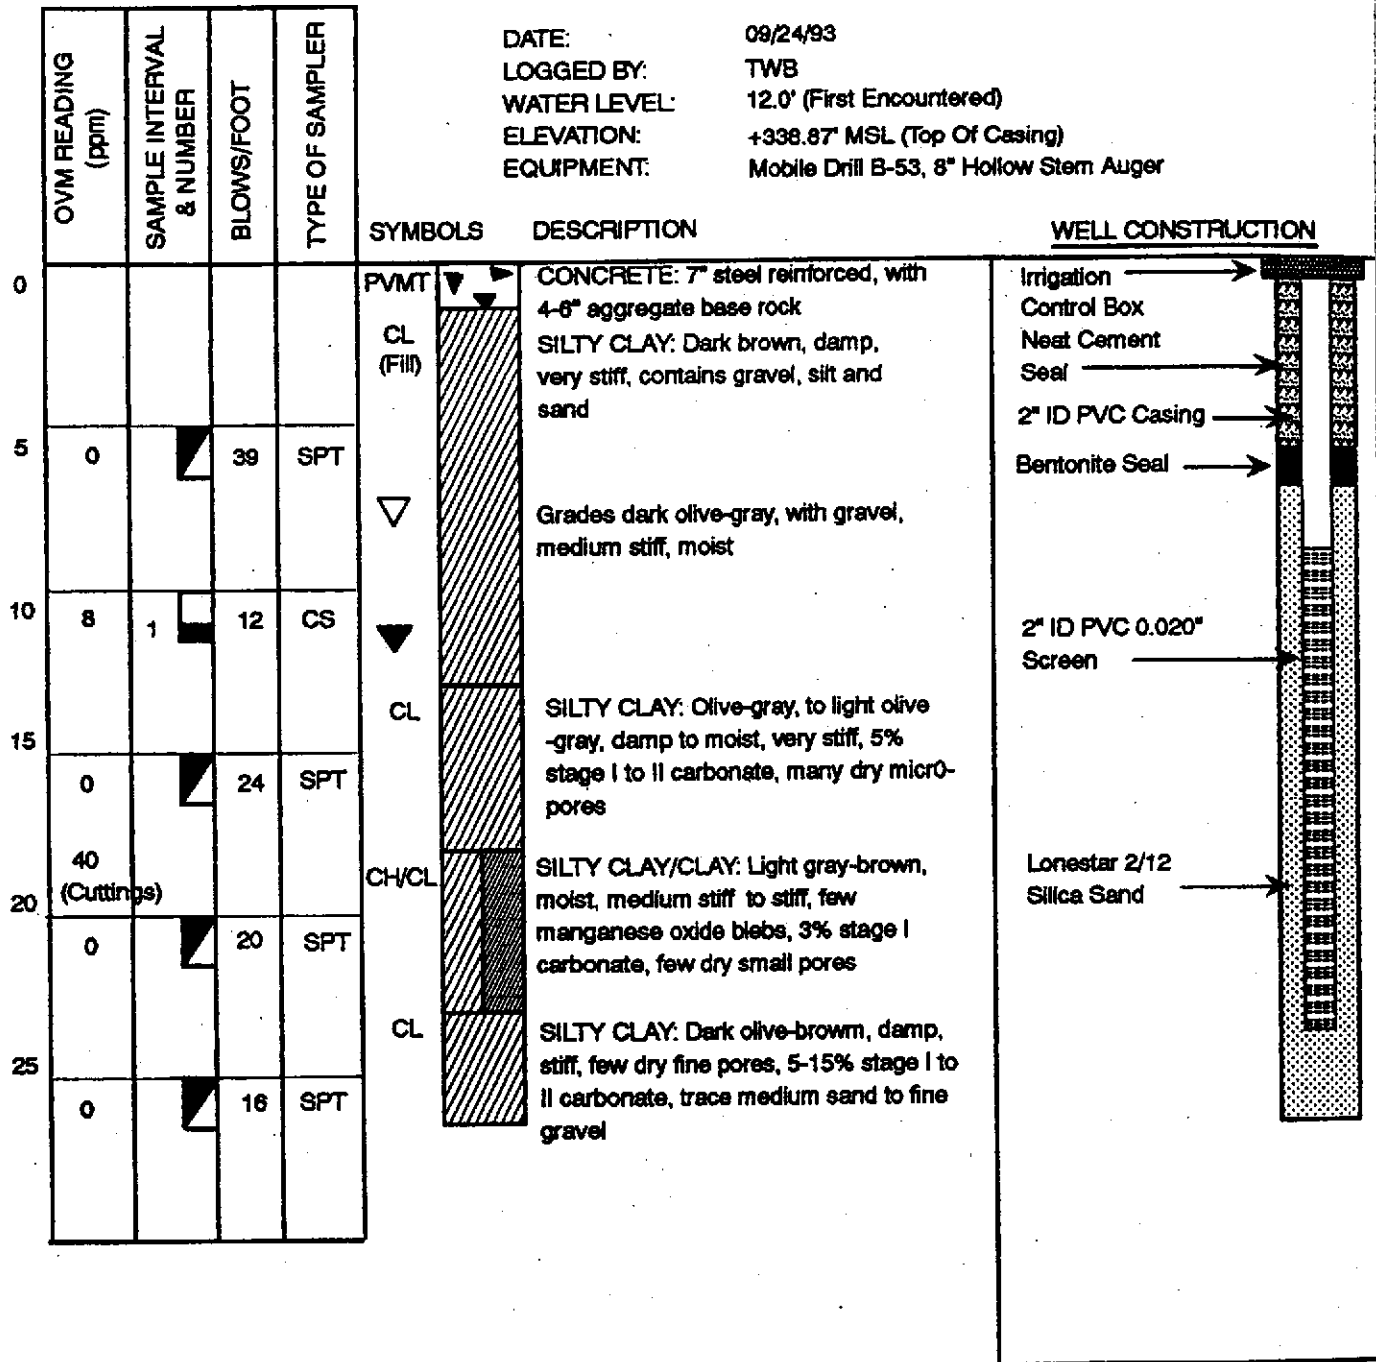 DATE: 09/24/93
LOGGED BY: TWB
WATER LEVEL: 12.0' (First Encountered)
ELEVATION: +338.87' MSL (Top Of Casing)
EQUIPMENT: Mobile Drill B-53, 8" Hollow Stem Auger
OVM READING
(ppm)
SAMPLE INTERVAL
& NUMBER
BLOWS/FOOT
TYPE OF SAMPLER
SYMBOLS DESCRIPTION WELL CONSTRUCTION
0
PVMT
CONCRETE: 7" steel reinforced, with
4-6" aggregate base rock
CL
(Fill)
SILTY CLAY: Dark brown, damp,
very stiff, contains gravel, silt and
sand
Irrigation
Control Box
Neat Cement
Seal
2" ID PVC Casing
5
0 39 SPT
Bentonite Seal
Grades dark olive-gray, with gravel,
medium stiff, moist
10
8 1 12 CS
2" ID PVC 0.020"
Screen
CL
SILTY CLAY: Olive-gray, to light olive
-gray, damp to moist, very stiff, 5%
stage I to II carbonate, many dry micr0-
pores
15
0 24 SPT
40
(Cuttings)
CH/CL
SILTY CLAY/CLAY: Light gray-brown,
moist, medium stiff to stiff, few
manganese oxide blebs, 3% stage I
carbonate, few dry small pores
Lonestar 2/12
Silica Sand
20
0 20 SPT
CL
SILTY CLAY: Dark olive-brown, damp,
stiff, few dry fine pores, 5-15% stage I to
II carbonate, trace medium sand to fine
gravel
25
0 16 SPT